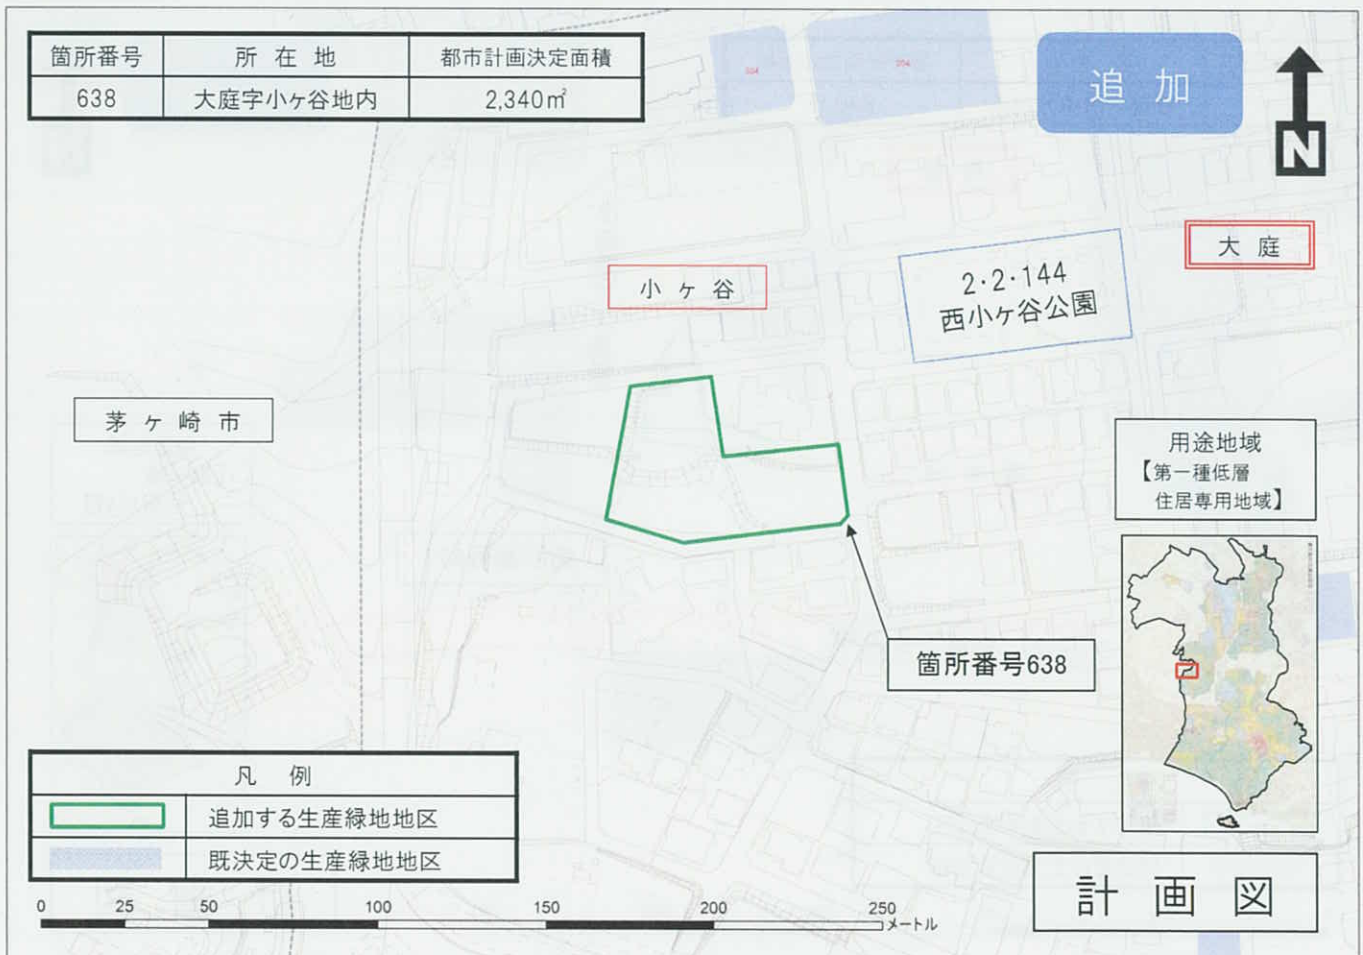 箇所番号 所在地 都市計画決定面積
638 大庭字小ヶ谷地内 2,340㎡
追加
N
大庭
小ヶ谷
2・2・144
西小ヶ谷公園
茅ヶ崎市
用途地域
【第一種低層
住居専用地域】
箇所番号638
凡例
追加する生産緑地地区
既決定の生産緑地地区
0 25 50 100 150 200 250
メートル
計画図